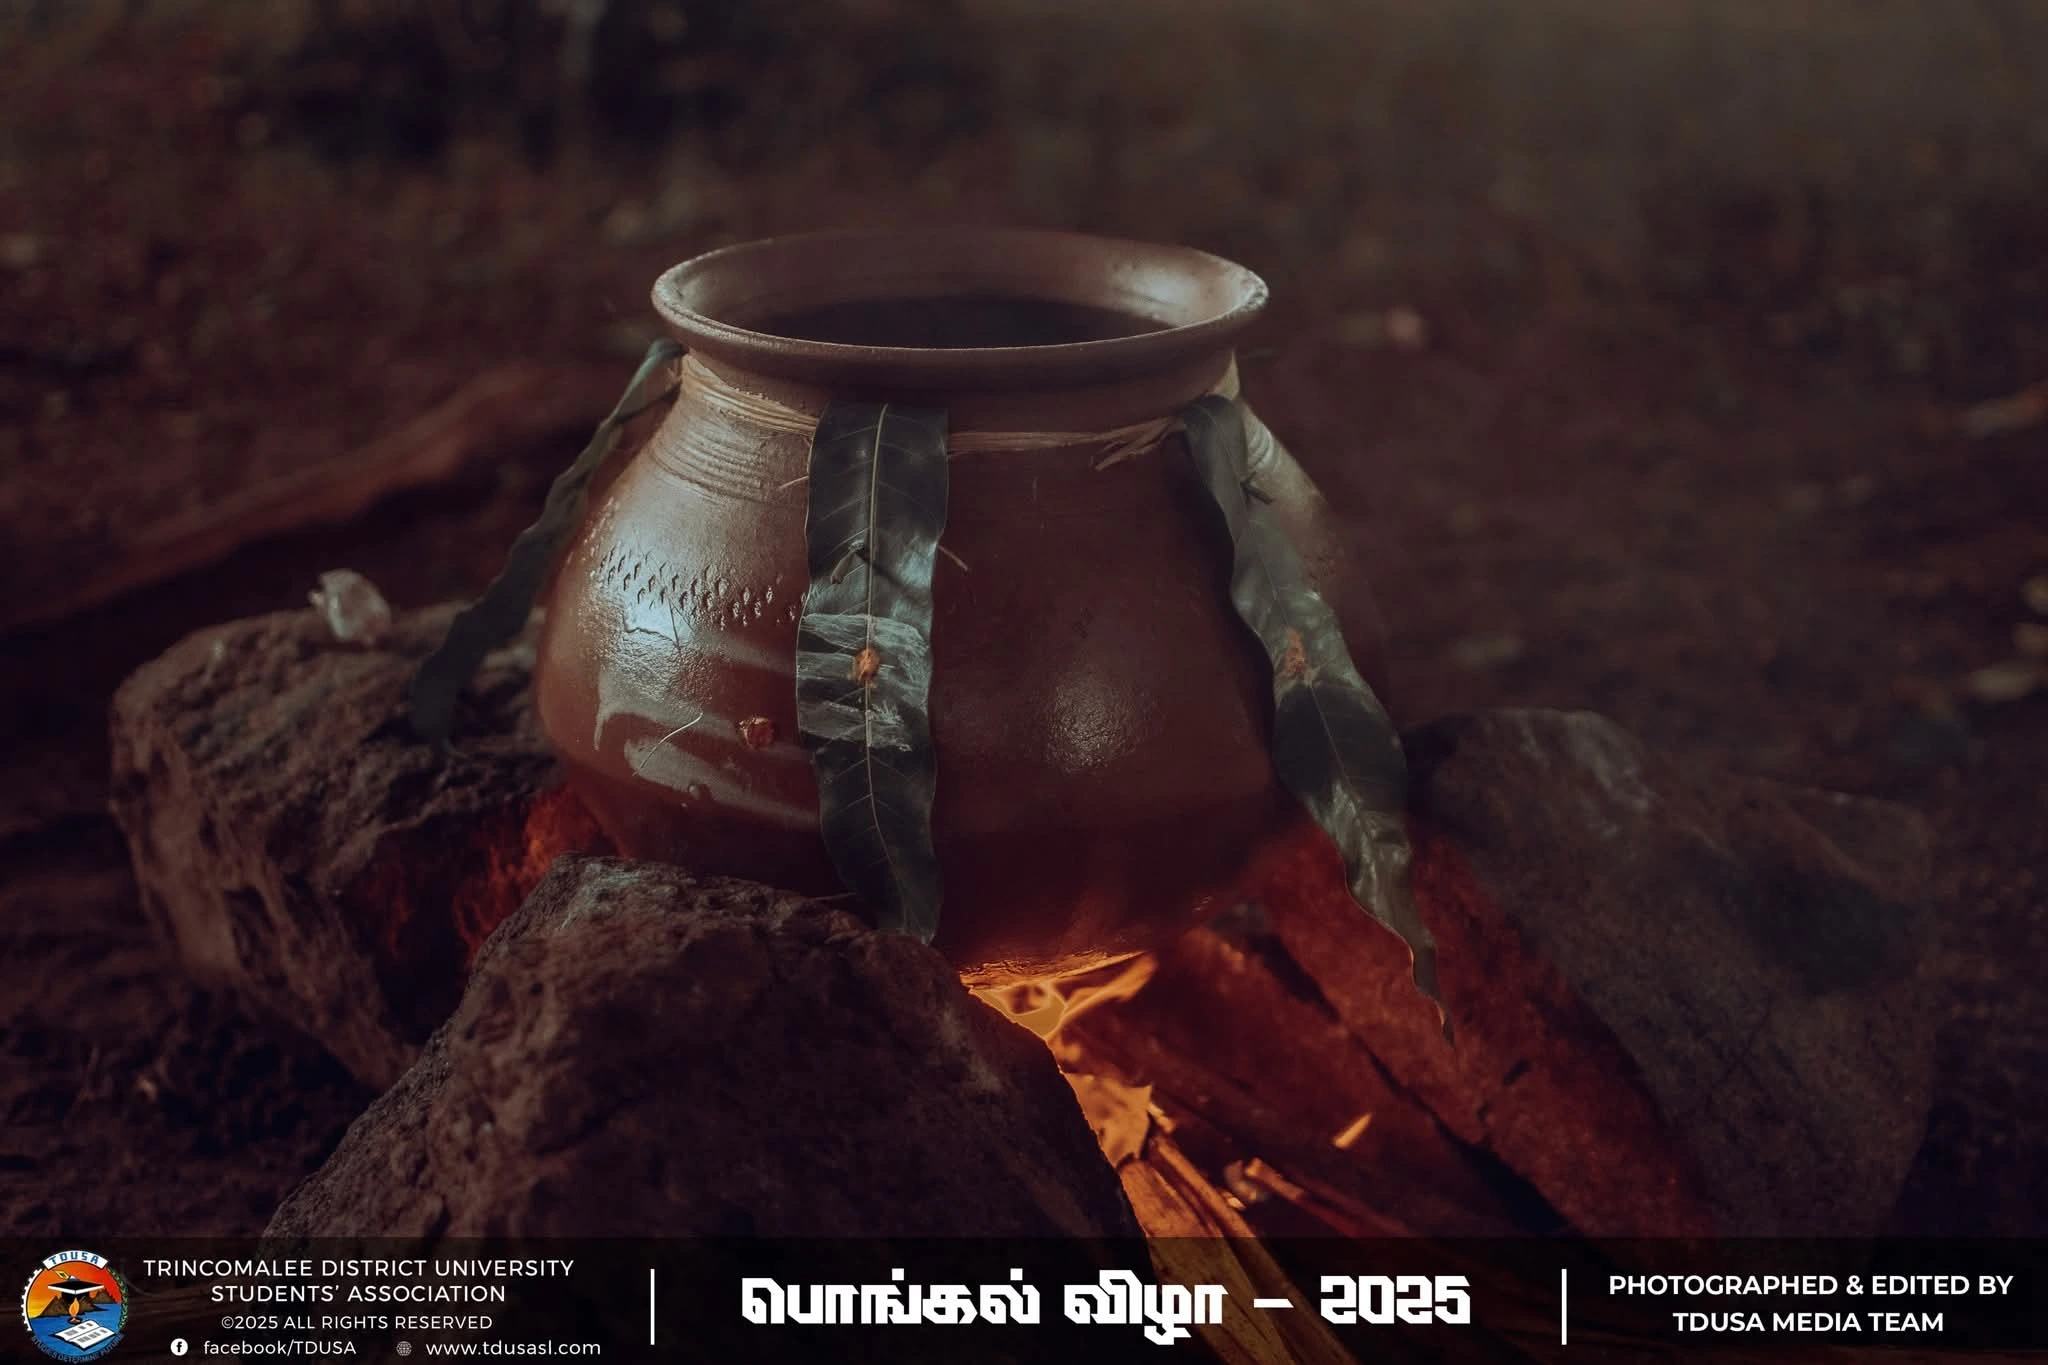 TDUSA
TRINCOMALEE DISTRICT UNIVERSITY
STUDENTS' ASSOCIATION
©2025 ALL RIGHTS RESERVED
facebook/TDUSA www.tdusasl.com
பொங்கல் விழா – 2025
PHOTOGRAPHED & EDITED BY
TDUSA MEDIA TEAM